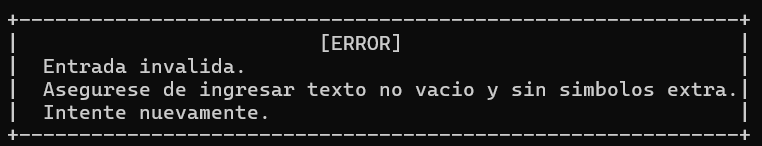 +------------------------------------------------------------+
|                         [ERROR]                            |
|  Entrada invalida.                                         |
|  Asegurese de ingresar texto no vacio y sin simbolos extra.|
|  Intente nuevamente.                                       |
+------------------------------------------------------------+